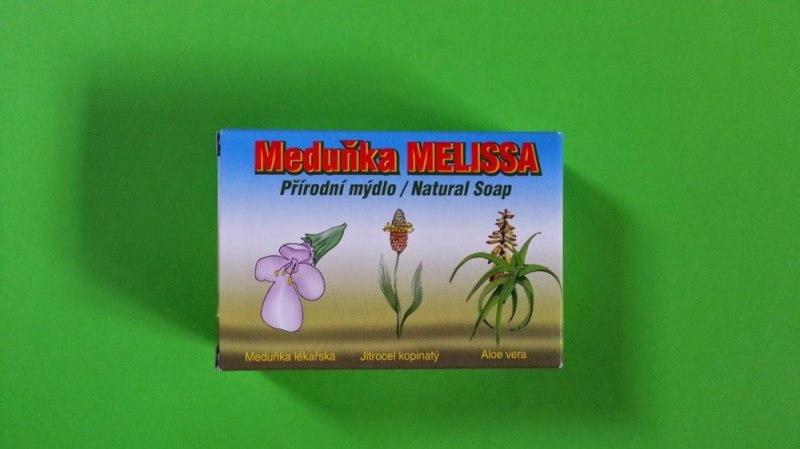 Meduňka MELISSA
Přírodní mýdlo / Natural Soap
Meduňka lékařská
Jitrocel kopinatý
Aloe vera